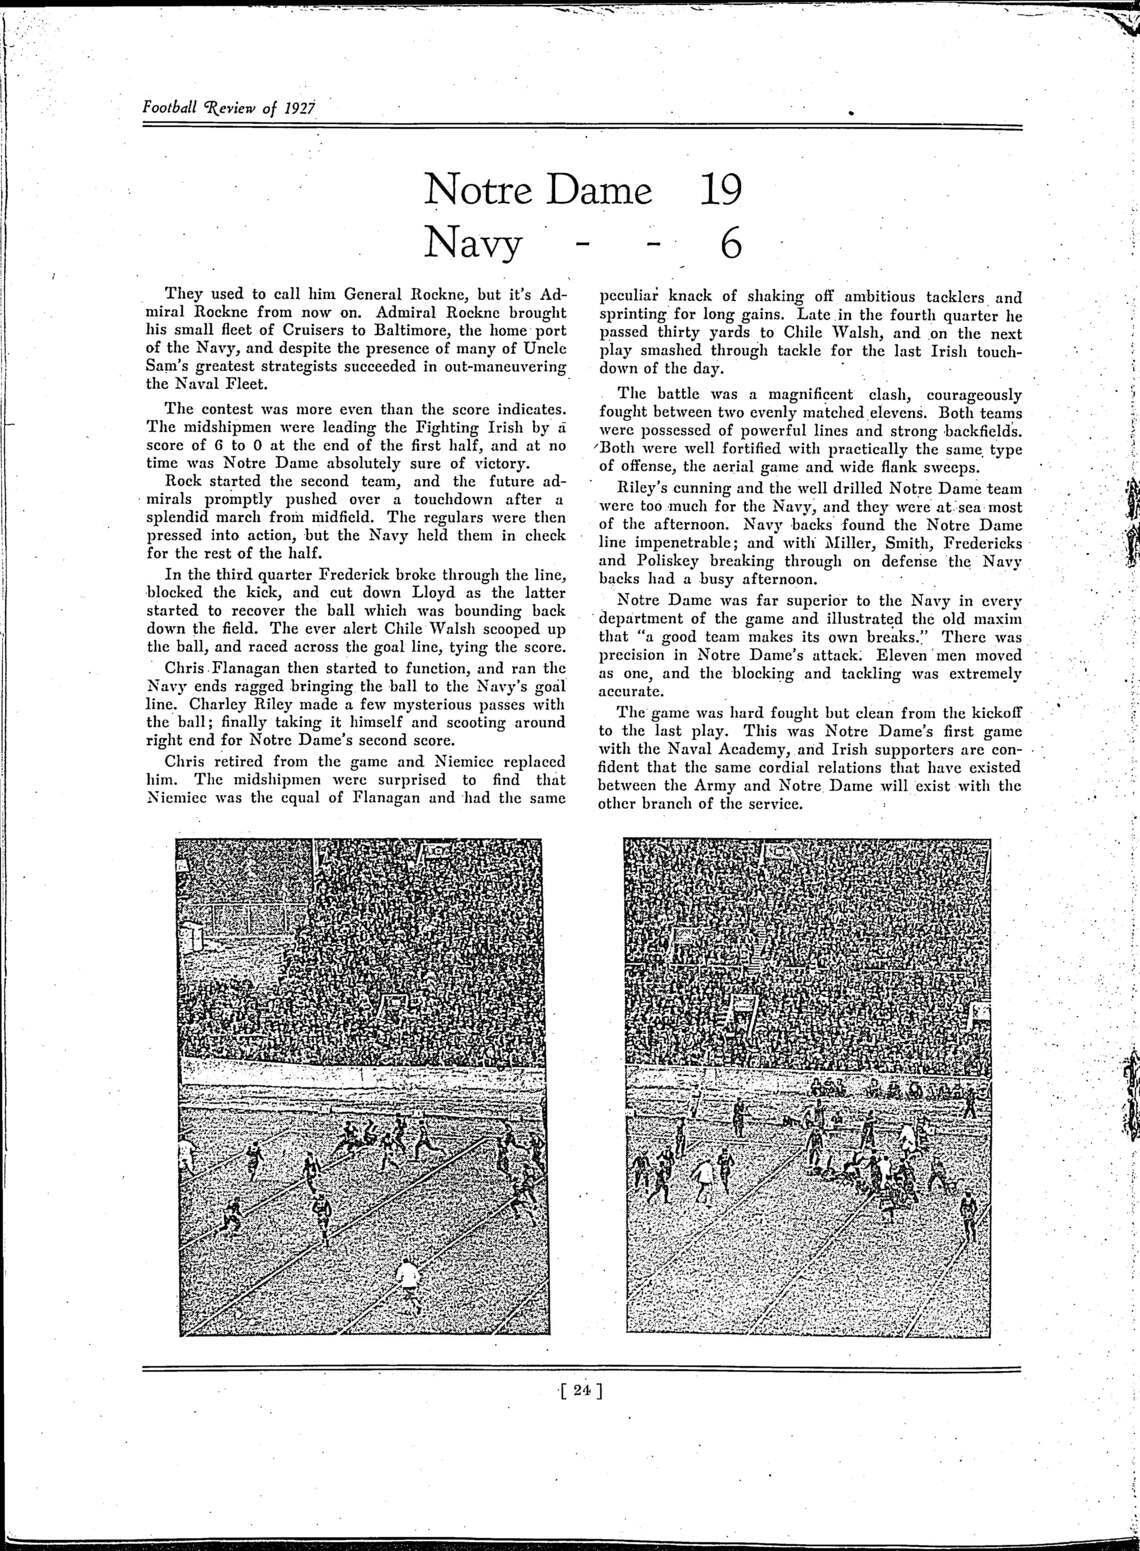 Football Review of 1927
Notre Dame 19
Navy - - 6
They used to call him General Rockne, but it's Ad-
miral Rockne from now on. Admiral Rockne brought
his small fleet of Cruisers to Baltimore, the home port
of the Navy, and despite the presence of many of Uncle
Sam's greatest strategists succeeded in out-maneuvering
the Naval Fleet.
The contest was more even than the score indicates.
The midshipmen were leading the Fighting Irish by a
score of 6 to 0 at the end of the first half, and at no
time was Notre Dame absolutely sure of victory.
Rock started the second team, and the future ad-
mirals promptly pushed over a touchdown after a
splendid march from midfield. The regulars were then
pressed into action, but the Navy held them in check
for the rest of the half.
In the third quarter Frederick broke through the line,
blocked the kick, and cut down Lloyd as the latter
started to recover the ball which was bounding back
down the field. The ever alert Chile Walsh scooped up
the ball, and raced across the goal line, tying the score.
Chris Flanagan then started to function, and ran the
Navy ends ragged bringing the ball to the Navy's goal
line. Charley Riley made a few mysterious passes with
the ball; finally taking it himself and scooting around
right end for Notre Dame's second score.
Chris retired from the game and Niemiec replaced
him. The midshipmen were surprised to find that
Niemiec was the equal of Flanagan and had the same
peculiar knack of shaking off ambitious tacklers and
sprinting for long gains. Late in the fourth quarter he
passed thirty yards to Chile Walsh, and on the next
play smashed through tackle for the last Irish touch-
down of the day.
The battle was a magnificent clash, courageously
fought between two evenly matched elevens. Both teams
were possessed of powerful lines and strong backfields.
Both were well fortified with practically the same type
of offense, the aerial game and wide flank sweeps.
Riley's cunning and the well drilled Notre Dame team
were too much for the Navy, and they were at sea most
of the afternoon. Navy backs found the Notre Dame
line impenetrable; and with Miller, Smith, Fredericks
and Poliskey breaking through on defense the Navy
backs had a busy afternoon.
Notre Dame was far superior to the Navy in every
department of the game and illustrated the old maxim
that "a good team makes its own breaks." There was
precision in Notre Dame's attack. Eleven men moved
as one, and the blocking and tackling was extremely
accurate.
The game was hard fought but clean from the kickoff
to the last play. This was Notre Dame's first game
with the Naval Academy, and Irish supporters are con-
fident that the same cordial relations that have existed
between the Army and Notre Dame will exist with the
other branch of the service.
[ 24 ]